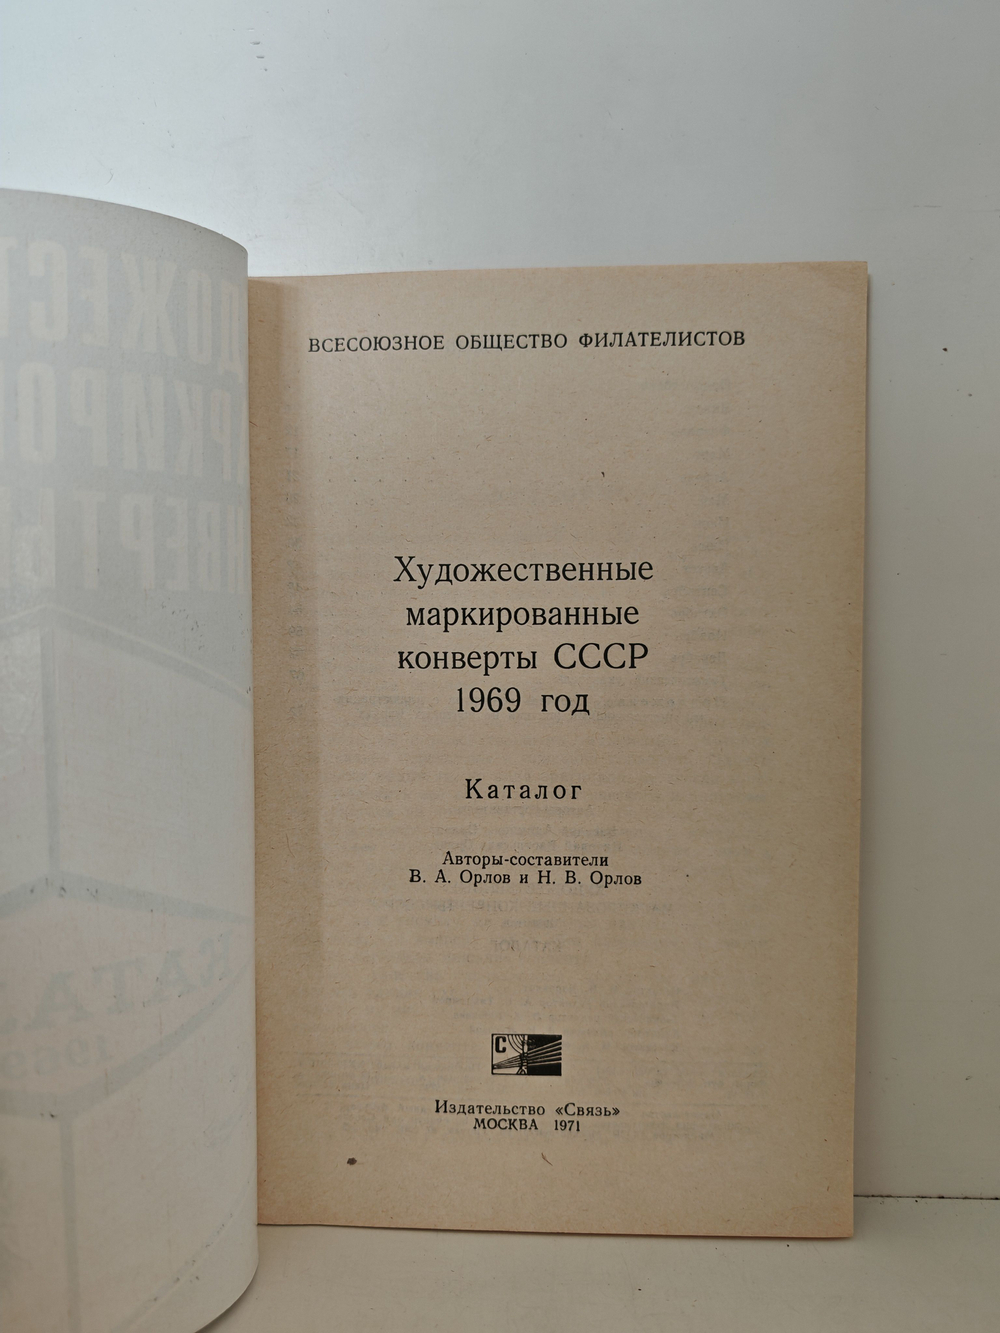 ВСЕСОЮЗНОЕ ОБЩЕСТВО ФИЛАТЕЛИСТОВ
Художественные
маркированные
конверты СССР
1969 год
Каталог
Авторы-составители
В. А. Орлов и Н. В. Орлов
С
Издательство «Связь»
МОСКВА 1971